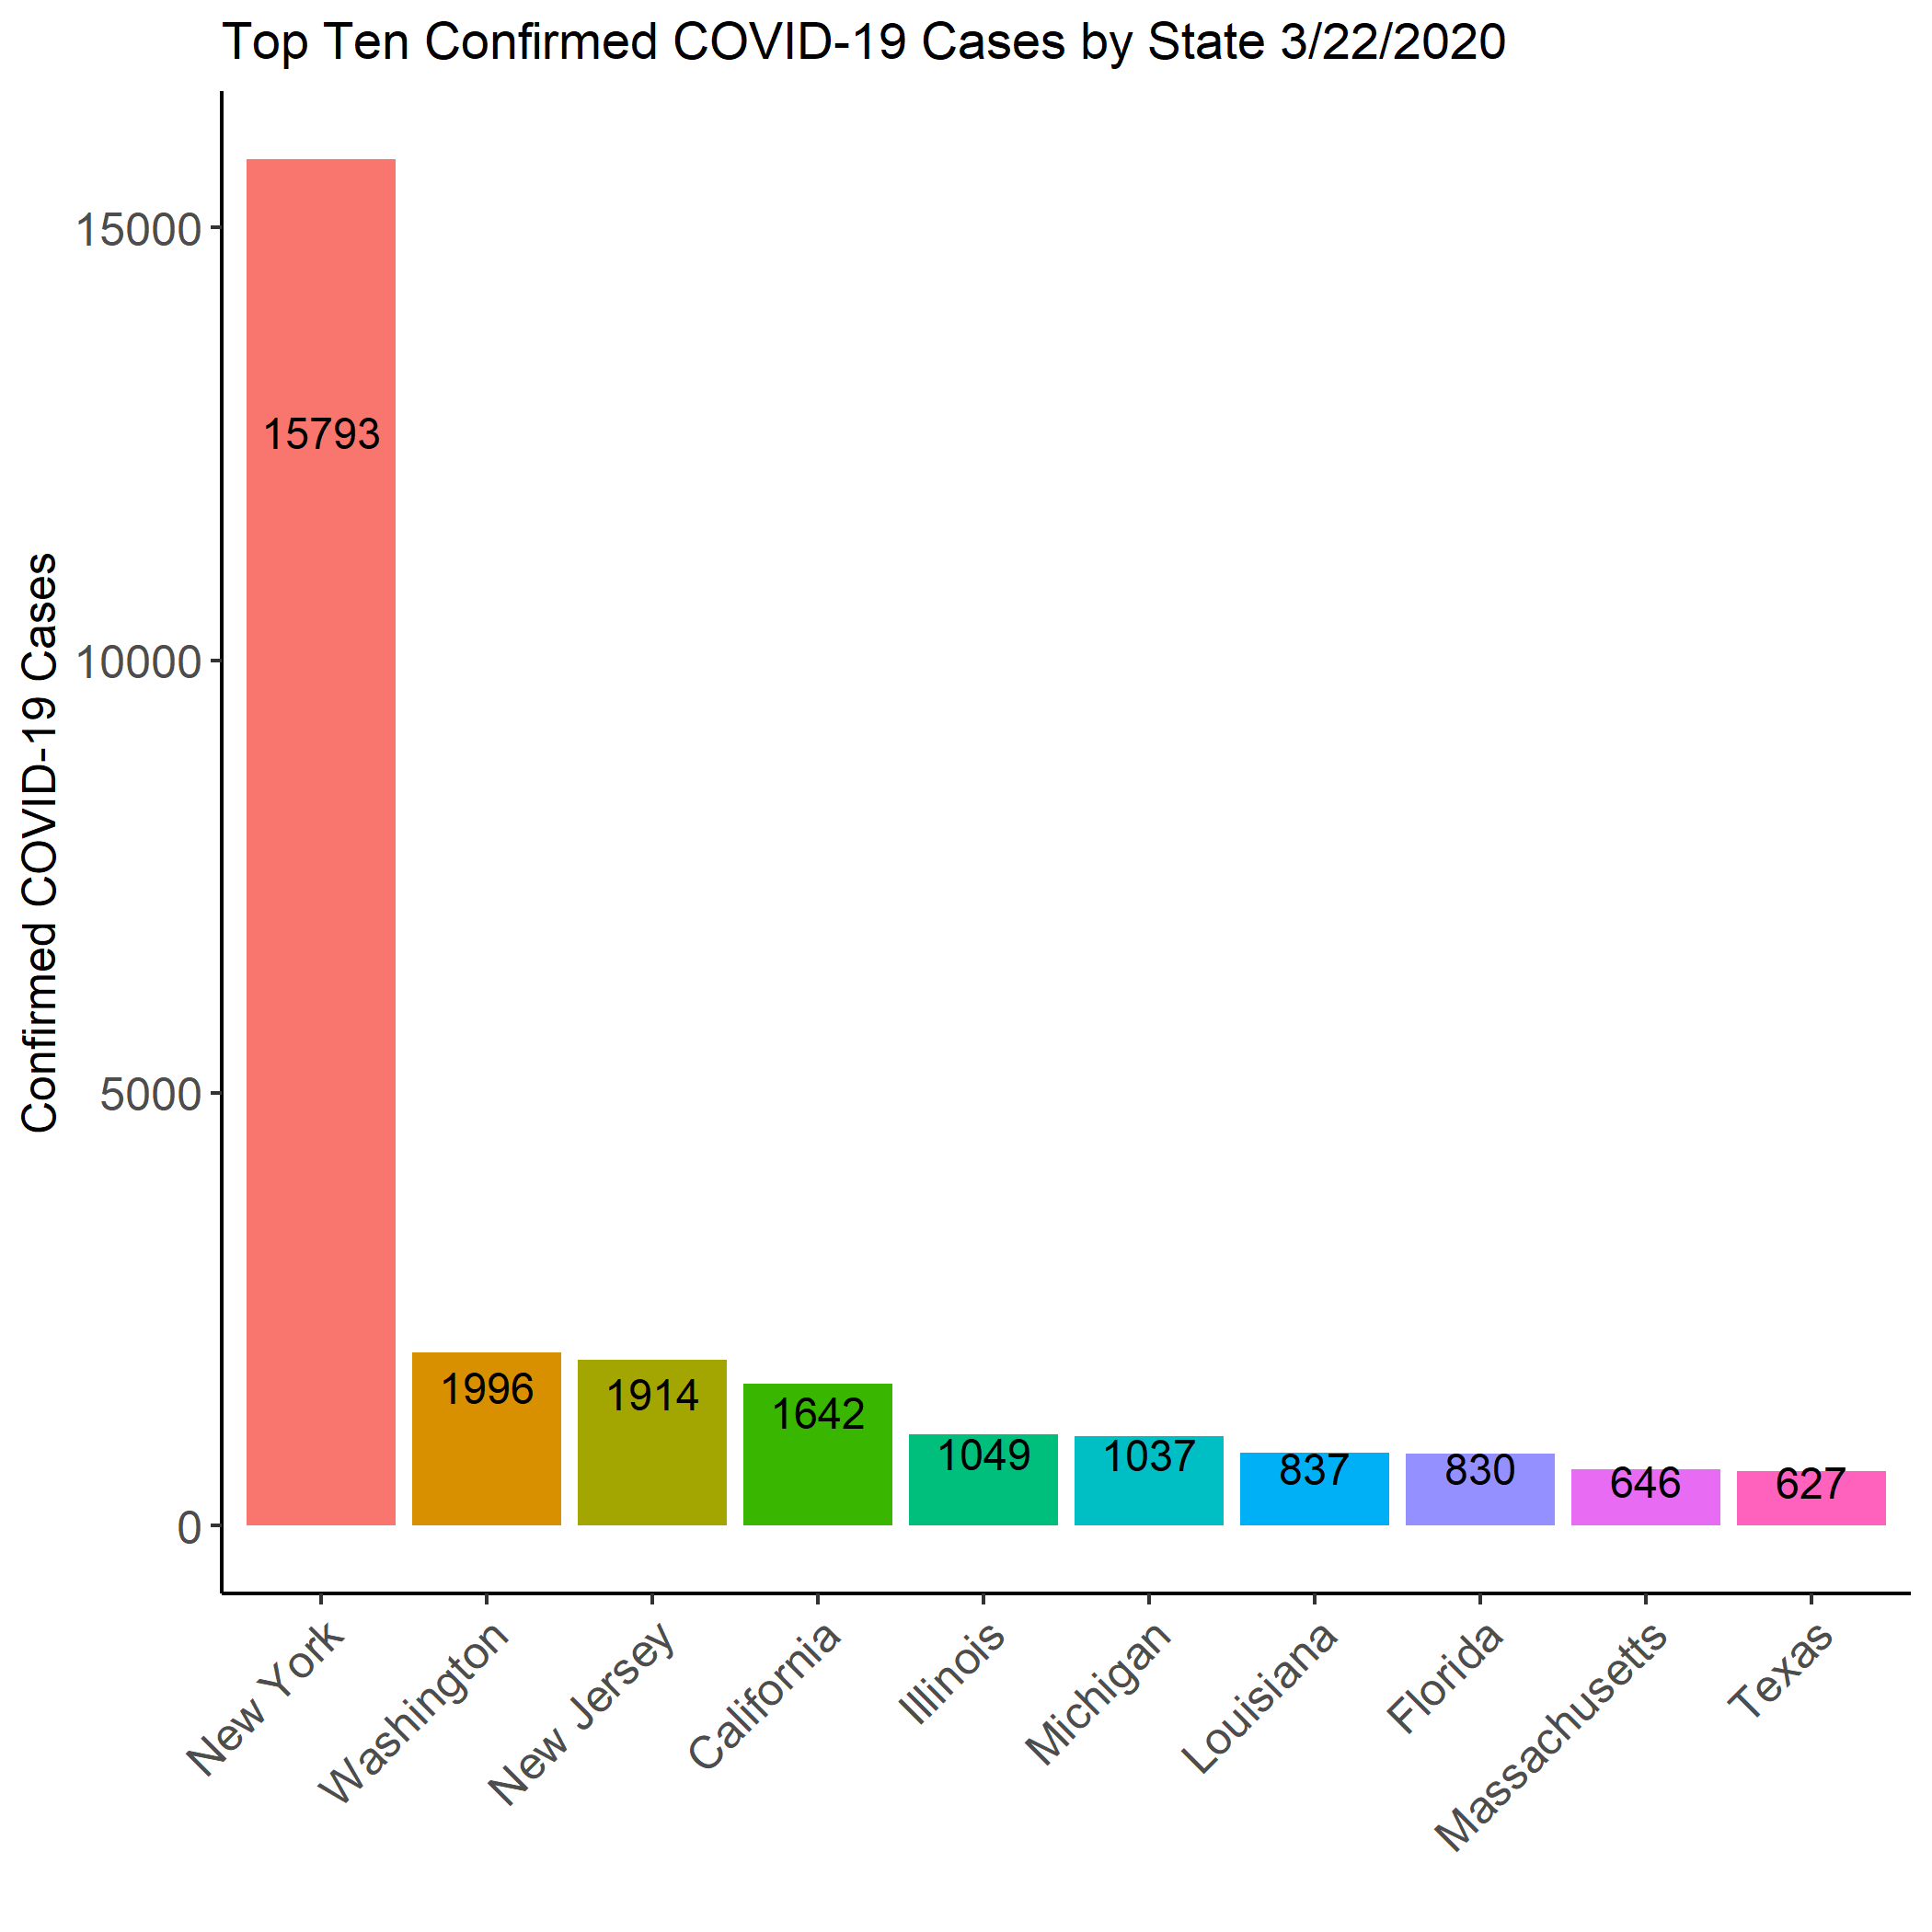 Top Ten Confirmed COVID-19 Cases by State 3/22/2020
Confirmed COVID-19 Cases
15000
10000
5000
0
15793
1996
1914
1642
1049
1037
837
830
646
627
New York
Washington
New Jersey
California
Illinois
Michigan
Louisiana
Florida
Massachusetts
Texas